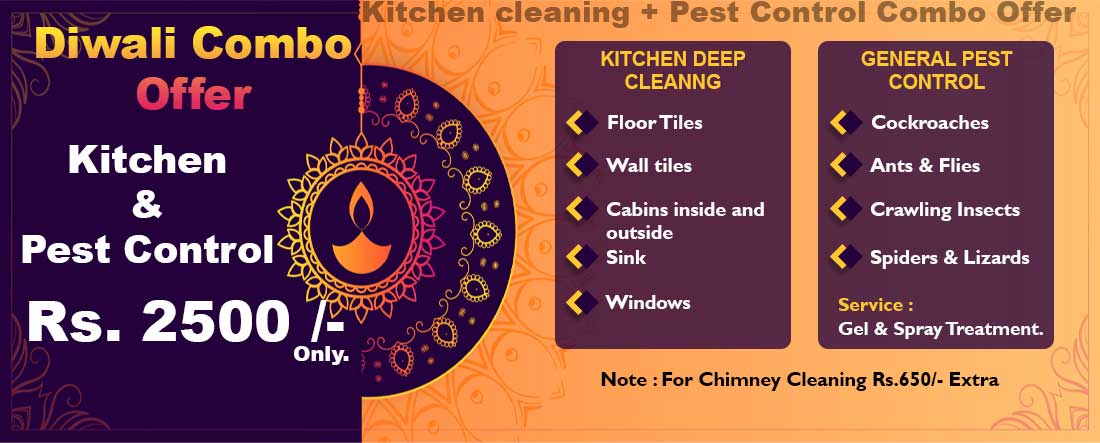 Diwali Combo
Offer
Kitchen
&
Pest Control
Rs. 2500 /-
Only.
Kitchen cleaning + Pest Control Combo Offer
KITCHEN DEEP
CLEANNG
Floor Tiles
Wall tiles
Cabins inside and
outside
Sink
Windows
GENERAL PEST
CONTROL
Cockroaches
Ants & Flies
Crawling Insects
Spiders & Lizards
Service :
Gel & Spray Treatment.
Note : For Chimney Cleaning Rs.650/- Extra